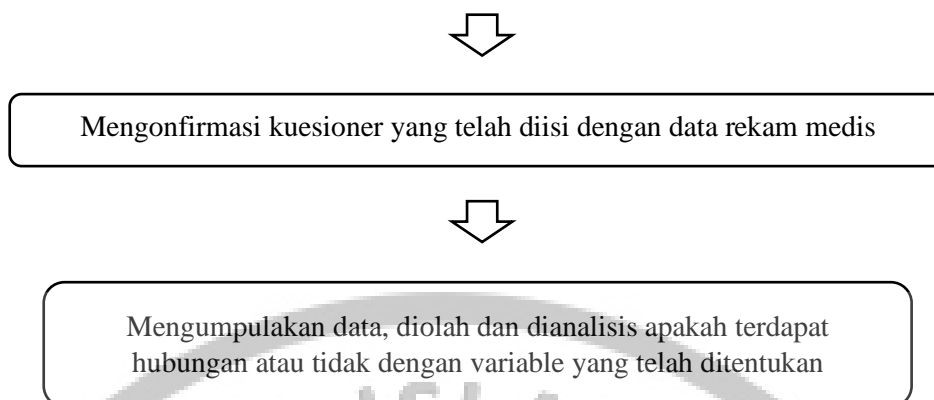 Mengonfirmasi kuesioner yang telah diisi dengan data rekam medis
Mengumpulakan data, diolah dan dianalisis apakah terdapat
hubungan atau tidak dengan variable yang telah ditentukan